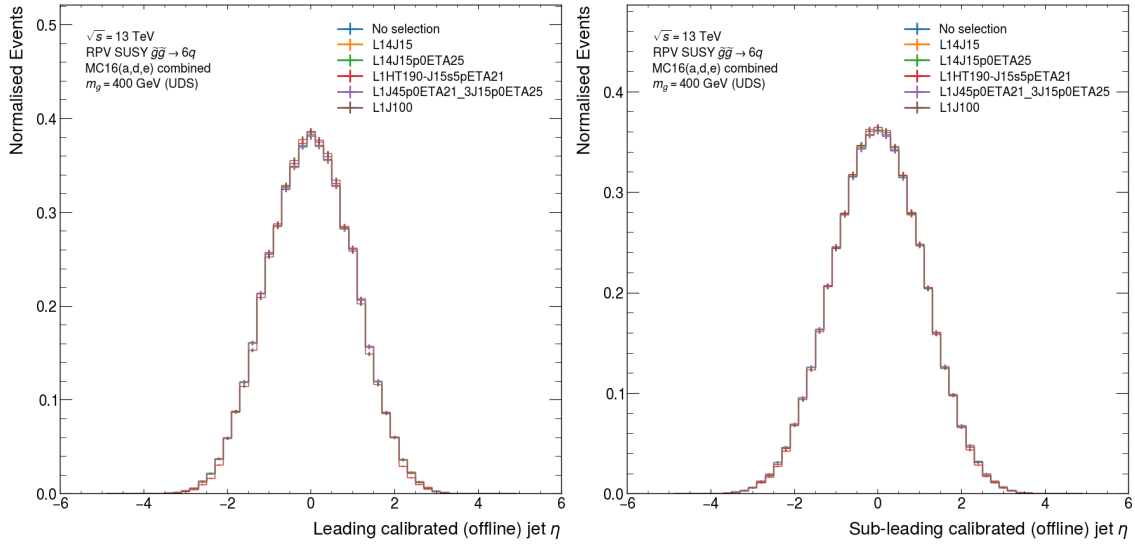 Normalised Events
0.5
0.4
0.3
0.2
0.1
0.0
√s = 13 TeV
RPV SUSY g̃g̃ → 6q
MC16(a,d,e) combined
m_g = 400 GeV (UDS)
No selection
L14J15
L14J15p0ETA25
L1HT190-J15s5pETA21
L1J45p0ETA21_3J15p0ETA25
L1J100
−6 −4 −2 0 2 4 6
Leading calibrated (offline) jet η
Normalised Events
0.4
0.3
0.2
0.1
0.0
√s = 13 TeV
RPV SUSY g̃g̃ → 6q
MC16(a,d,e) combined
m_g = 400 GeV (UDS)
No selection
L14J15
L14J15p0ETA25
L1HT190-J15s5pETA21
L1J45p0ETA21_3J15p0ETA25
L1J100
−6 −4 −2 0 2 4 6
Sub-leading calibrated (offline) jet η